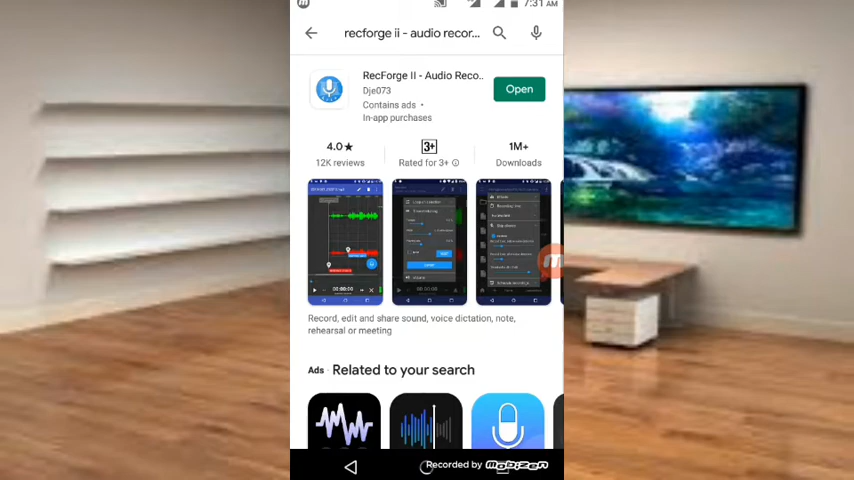 7:31 AM
recforge ii - audio recor...
RecForge II - Audio Reco..
Dje073
Contains ads •
In-app purchases
Open
4.0★
12K reviews
3+
Rated for 3+
1M+
Downloads
Record, edit and share sound, voice dictation, note,
rehearsal or meeting
Ads · Related to your search
Recorded by mobizen